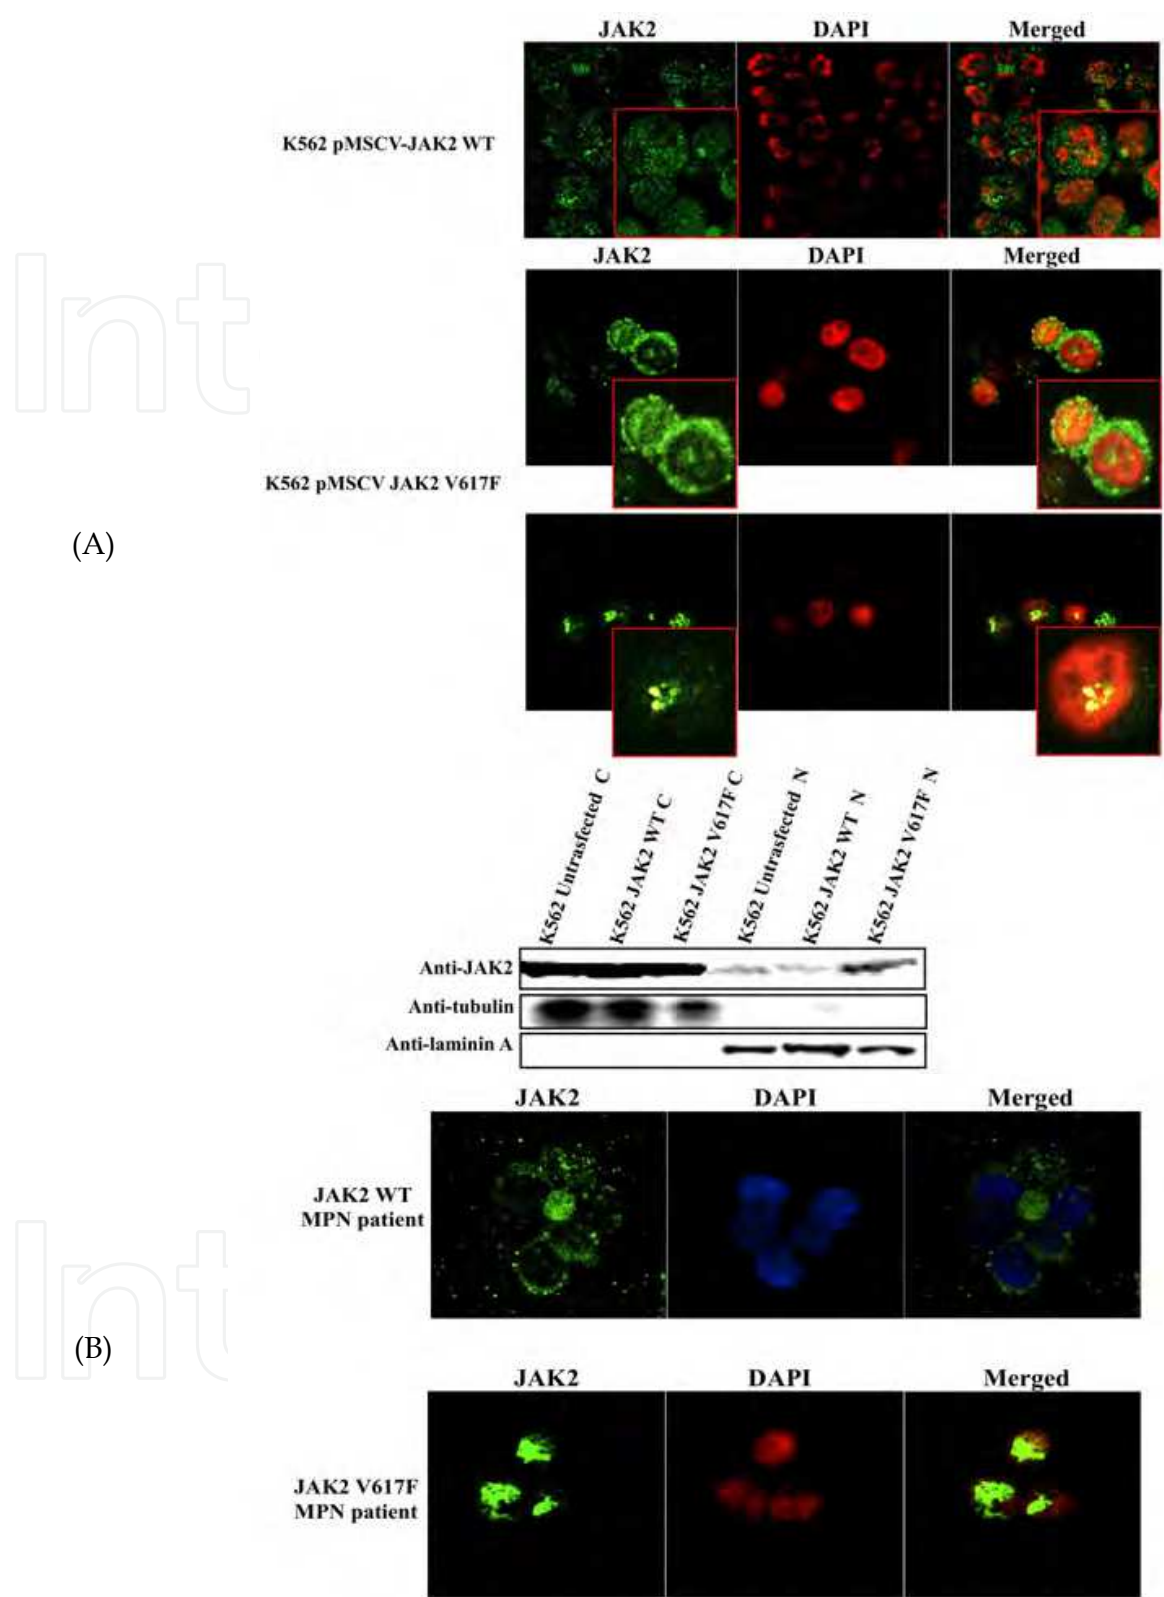 JAK2 DAPI Merged
K562 pMSCV-JAK2 WT
JAK2 DAPI Merged
K562 pMSCV JAK2 V617F
(A)
K562 Untrasfected C
K562 JAK2 WT C
K562 JAK2 V617F C
K562 Untrasfected N
K562 JAK2 WT N
K562 JAK2 V617F N
Anti-JAK2
Anti-tubulin
Anti-laminin A
JAK2 DAPI Merged
JAK2 WT
MPN patient
(B)
JAK2 DAPI Merged
JAK2 V617F
MPN patient
Int
Int